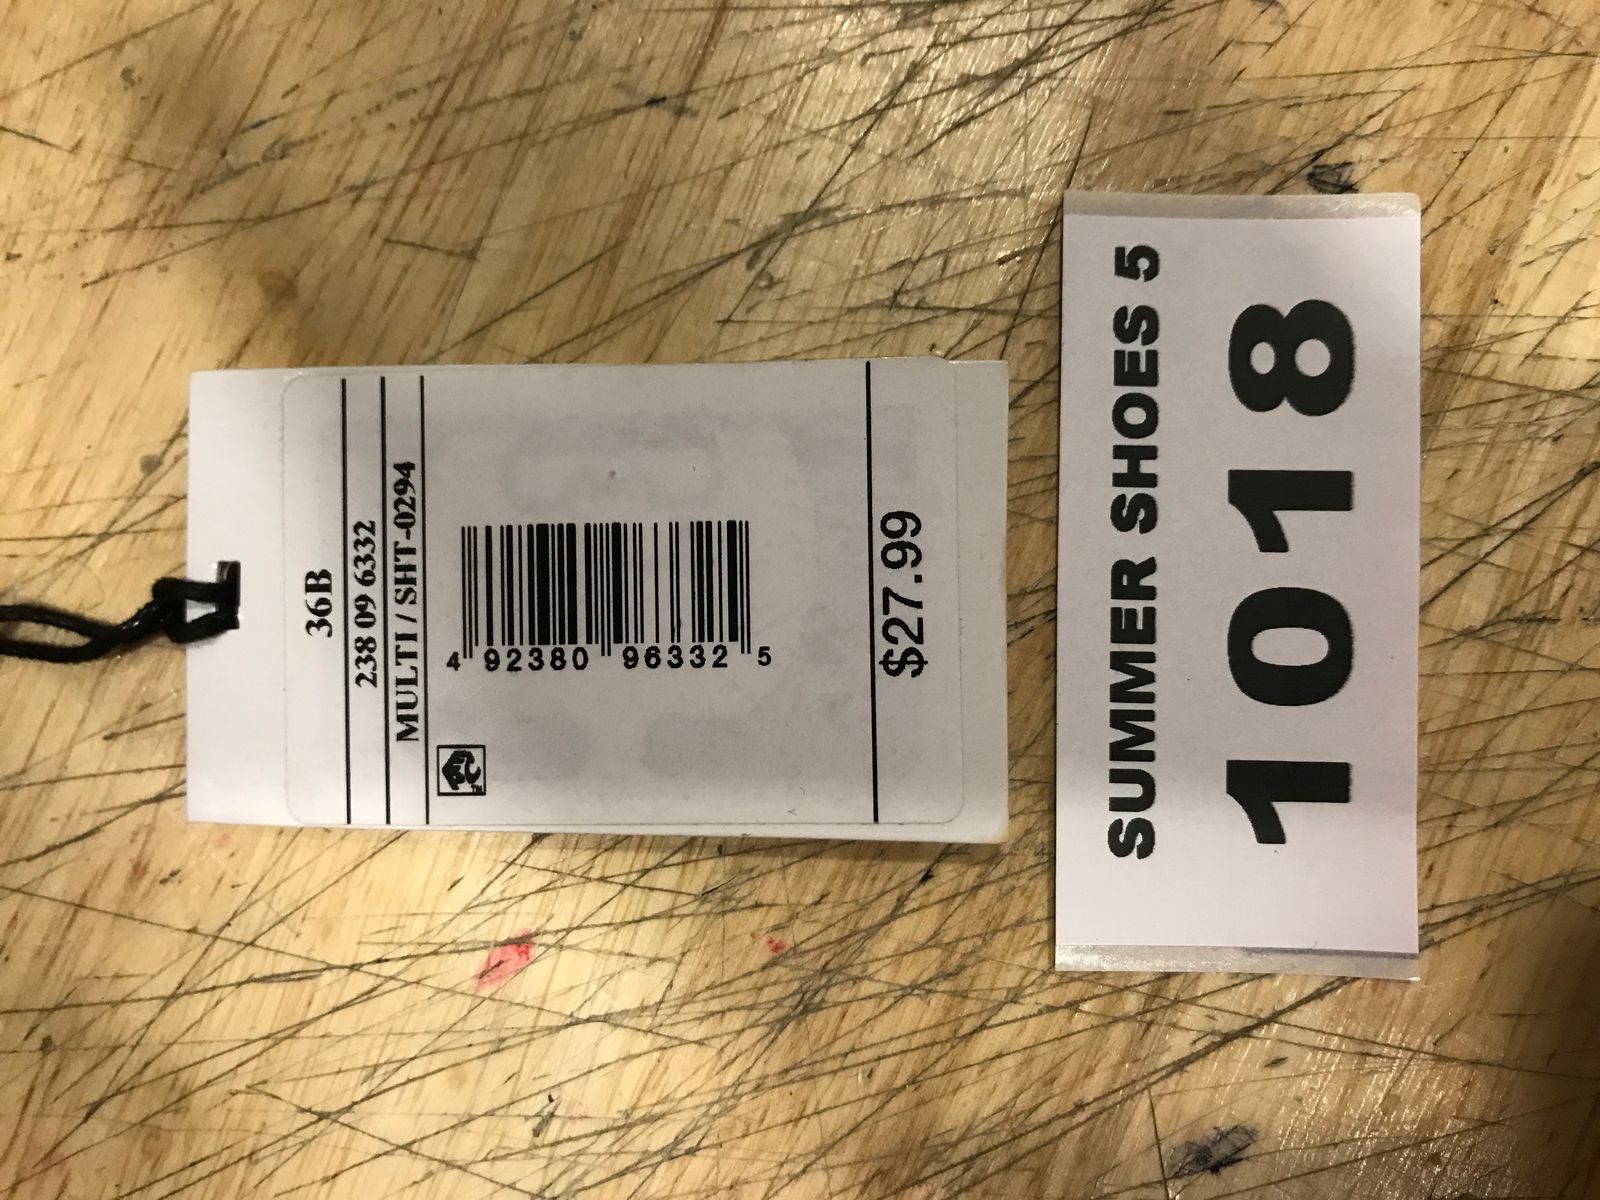 36B
238 09 6332
MULTI / SHT-0294
4 92380 96332 5
$27.99
SUMMER SHOES 5
1018